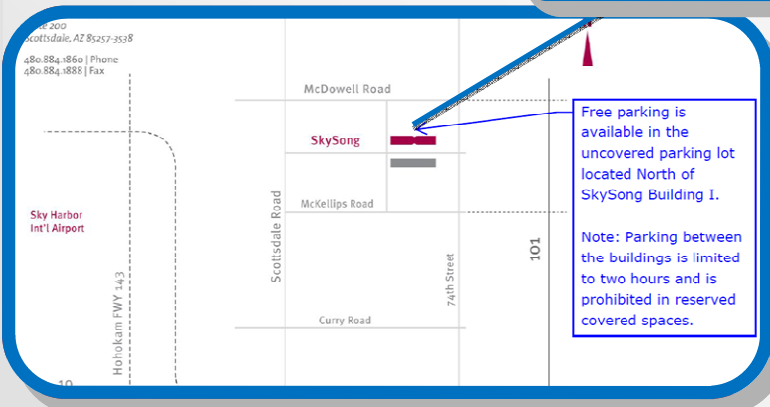 200
Scottsdale, AZ 85257-3538
480.884.1860 | Phone
480.884.1888 | Fax
McDowell Road
SkySong
McKellips Road
Sky Harbor
Int'l Airport
Scottsdale Road
Hohokam FWY 143
74th Street
101
Curry Road
10
Free parking is
available in the
uncovered parking lot
located North of
SkySong Building I.
Note: Parking between
the buildings is limited
to two hours and is
prohibited in reserved
covered spaces.